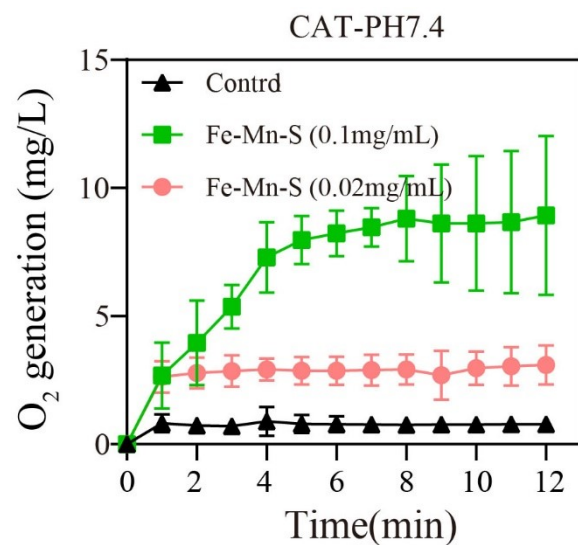 CAT-PH7.4
15
10
5
0
O₂ generation (mg/L)
Contrd
Fe-Mn-S (0.1mg/mL)
Fe-Mn-S (0.02mg/mL)
0 2 4 6 8 10 12
Time(min)